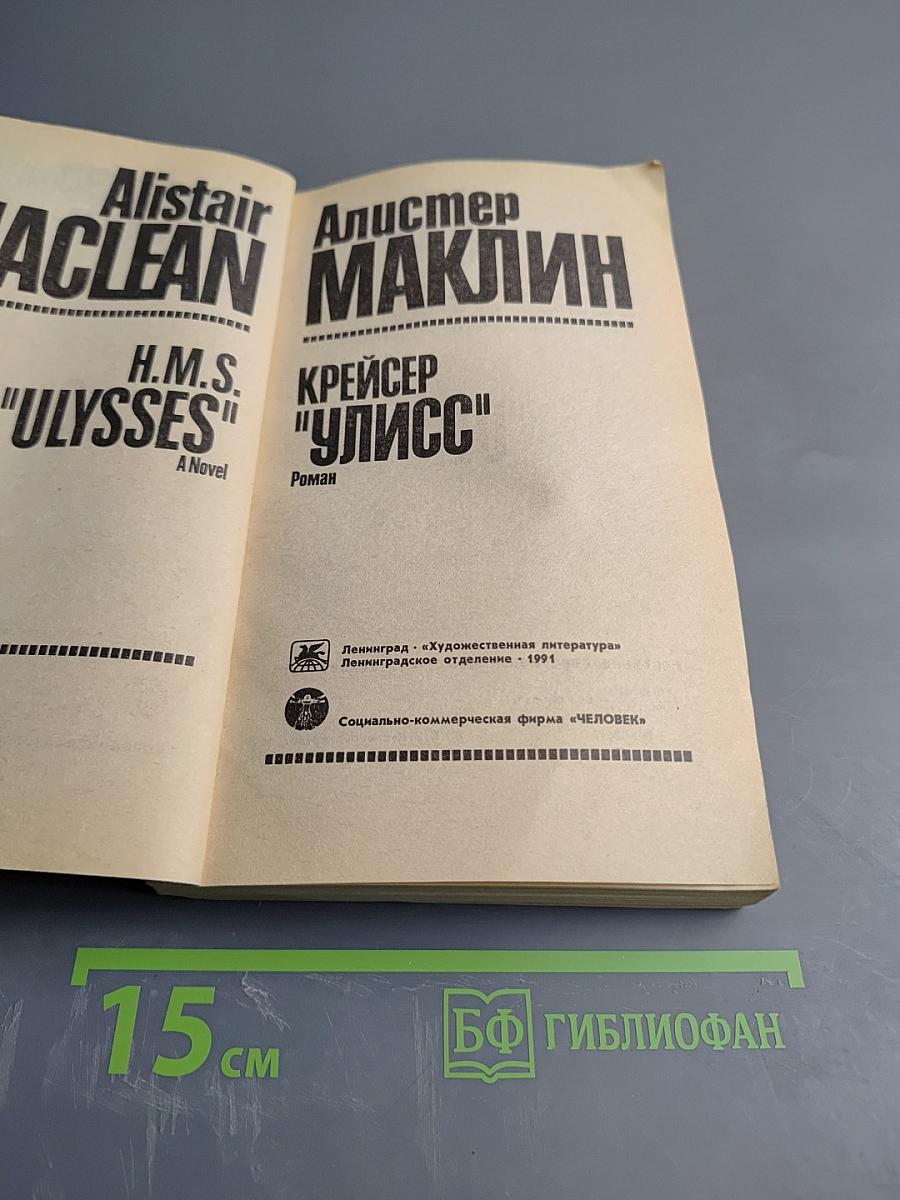 Alistair
MACLEAN
H.M.S.
"ULYSSES"
A Novel
Алистер
МАКЛИН
КРЕЙСЕР
"УЛИСС"
Роман
Ленинград · «Художественная литература»
Ленинградское отделение · 1991
Социально-коммерческая фирма «ЧЕЛОВЕК»
15 см
БФ ГИБЛИОФАН